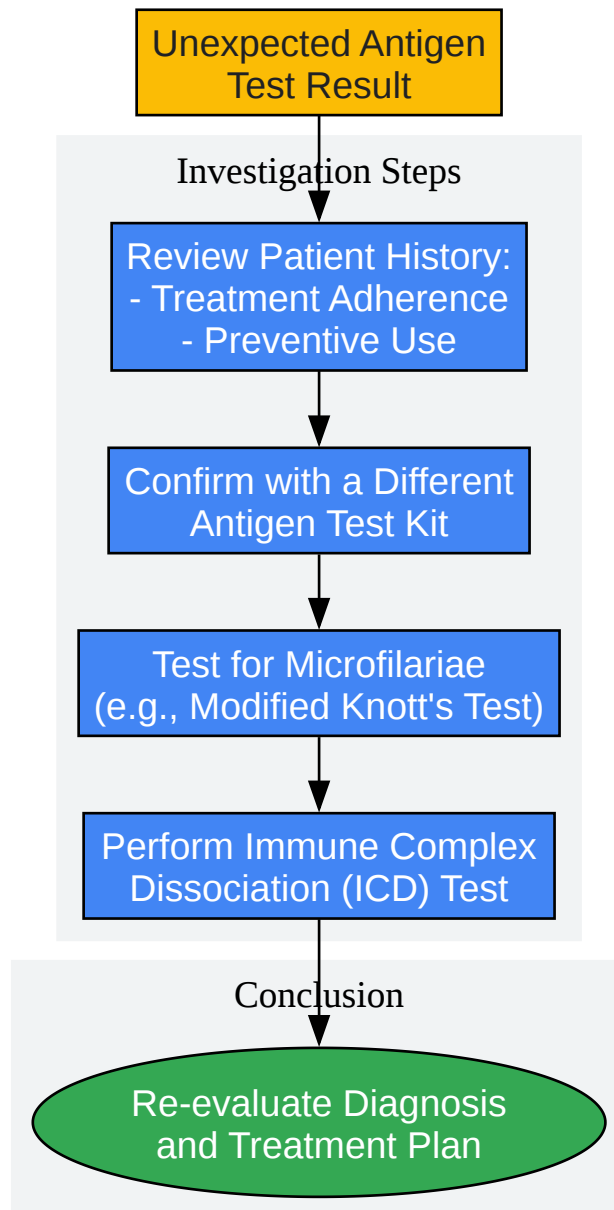 Unexpected Antigen
Test Result
Investigation Steps
Review Patient History:
- Treatment Adherence
- Preventive Use
Confirm with a Different
Antigen Test Kit
Test for Microfilariae
(e.g., Modified Knott's Test)
Perform Immune Complex
Dissociation (ICD) Test
Conclusion
Re-evaluate Diagnosis
and Treatment Plan